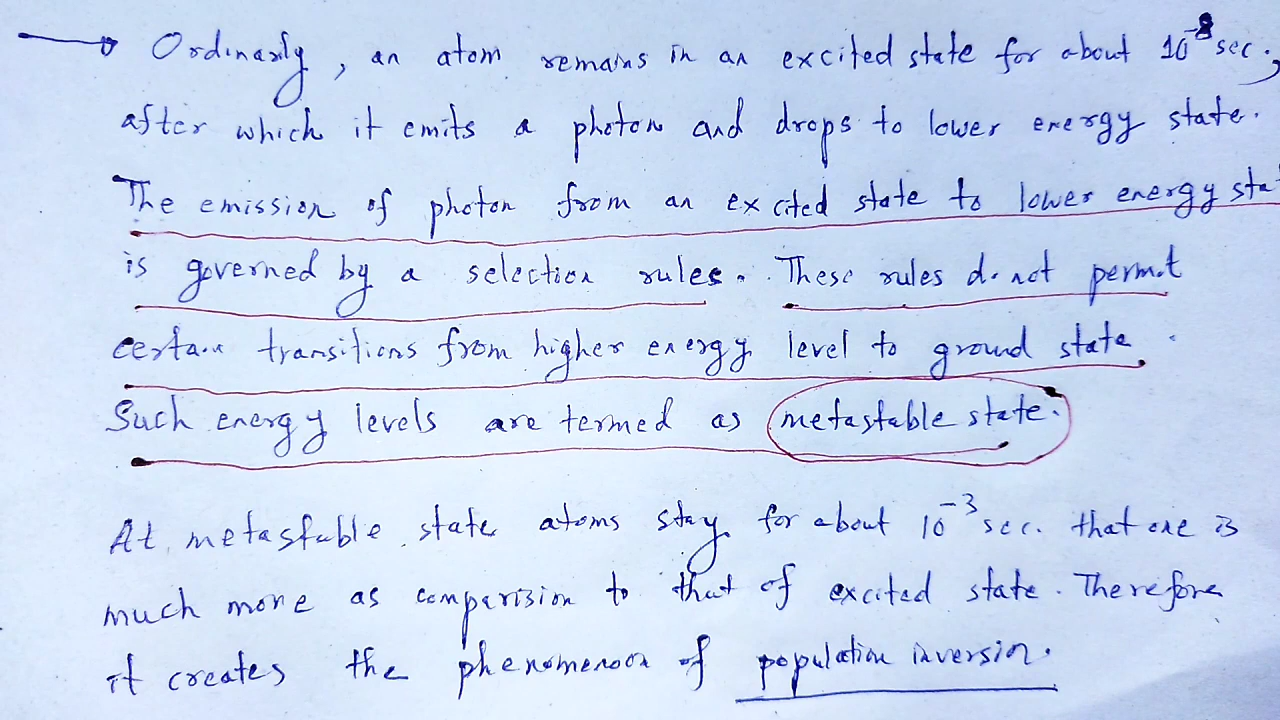 → Ordinarily, an atom remains in an excited state for about 10⁻⁸ sec.,
after which it emits a photon and drops to lower energy state.
The emission of photon from an excited state to lower energy sta
is governed by a selection rules. These rules do not permit
certain transitions from higher energy level to ground state.
Such energy levels are termed as metastable state.
At metastable state atoms stay for about 10⁻³ sec. that one is
much more as comparision to that of excited state. Therefore
it creates the phenomenon of population inversion.